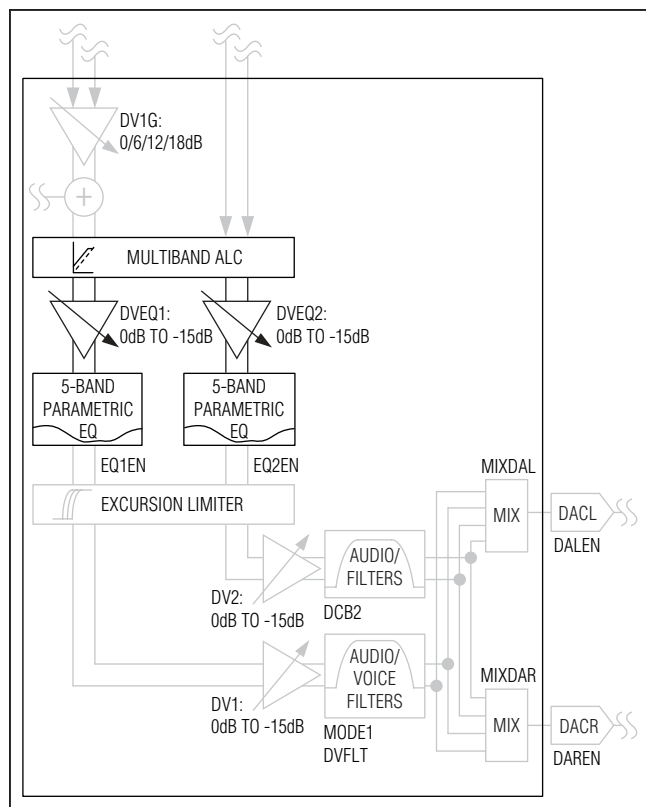 DV1G:
0/6/12/18dB
+
MULTIBAND ALC
DVEQ1:
0dB TO -15dB
DVEQ2:
0dB TO -15dB
5-BAND
PARAMETRIC
EQ
5-BAND
PARAMETRIC
EQ
EQ1EN
EQ2EN
EXCURSION LIMITER
MIXDAL
MIX
DACL
DALEN
AUDIO/
FILTERS
DV2:
0dB TO -15dB
DCB2
AUDIO/
VOICE
FILTERS
DV1:
0dB TO -15dB
MODE1
DVFLT
MIXDAR
MIX
DACR
DAREN